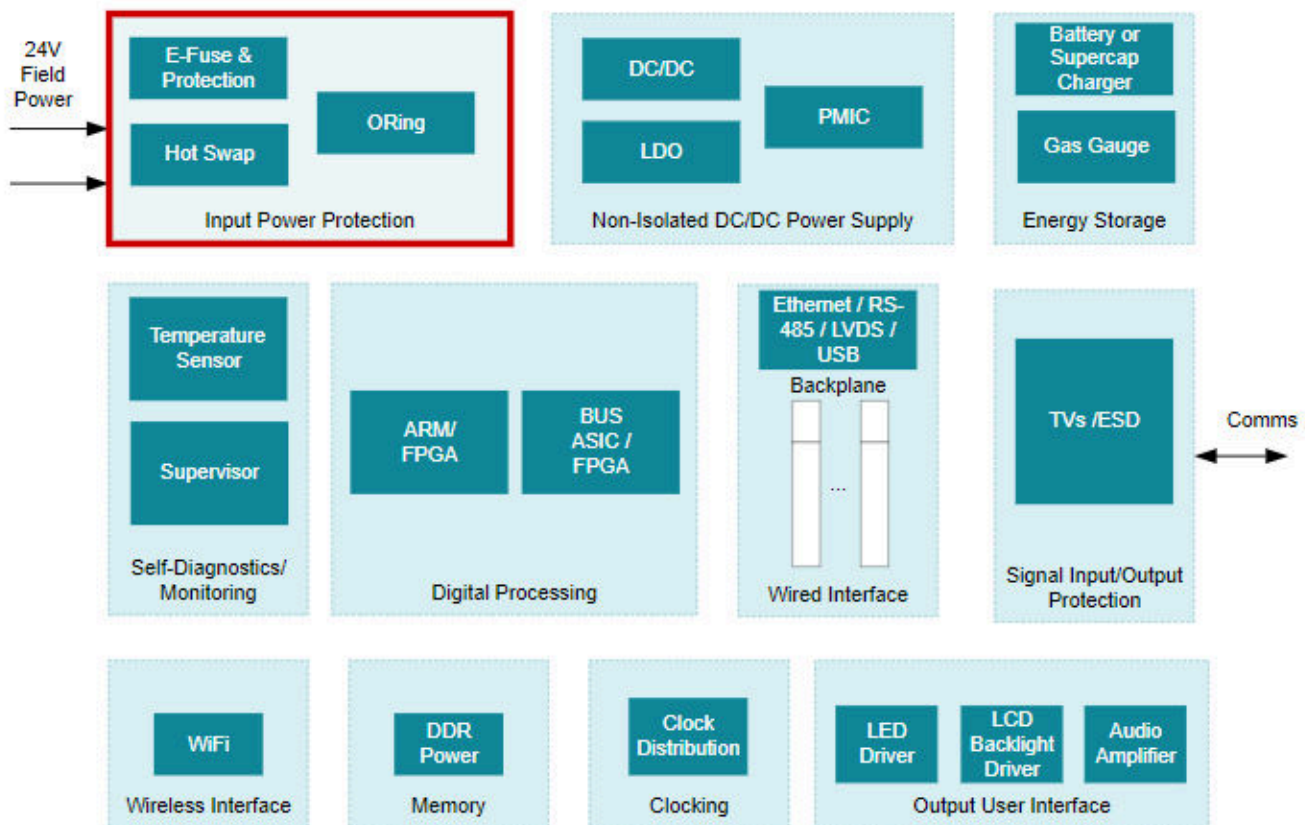 24V
Field
Power
E-Fuse &
Protection
Hot Swap
ORing
Input Power Protection
DC/DC
LDO
PMIC
Non-Isolated DC/DC Power Supply
Battery or
Supercap
Charger
Gas Gauge
Energy Storage
Temperature
Sensor
Supervisor
Self-Diagnostics/
Monitoring
ARM/
FPGA
BUS
ASIC /
FPGA
Digital Processing
Ethernet / RS-
485 / LVDS /
USB
Backplane
...
Wired Interface
TVs /ESD
Signal Input/Output
Protection
Comms
WiFi
Wireless Interface
DDR
Power
Memory
Clock
Distribution
Clocking
LED
Driver
LCD
Backlight
Driver
Audio
Amplifier
Output User Interface